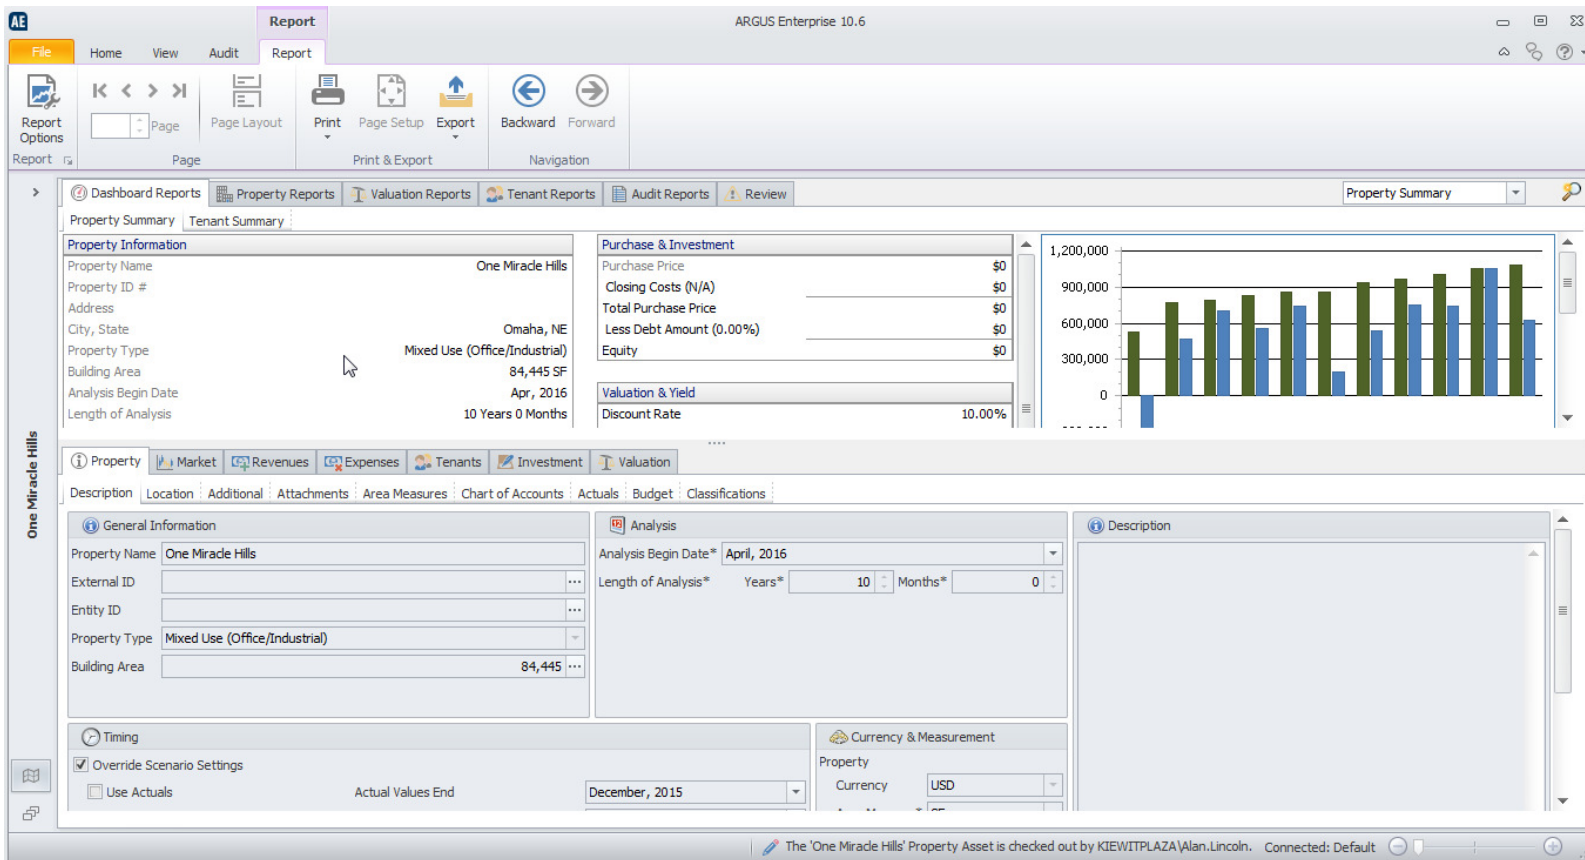 AE Report ARGUS Enterprise 10.6
File Home View Audit Report
Report Options Page Page Layout Print Page Setup Export Backward Forward
Report Page Print & Export Navigation
Dashboard Reports Property Reports Valuation Reports Tenant Reports Audit Reports Review Property Summary
Property Summary Tenant Summary
Property Information
Property Name One Miracle Hills
Property ID #
Address
City, State Omaha, NE
Property Type Mixed Use (Office/Industrial)
Building Area 84,445 SF
Analysis Begin Date Apr, 2016
Length of Analysis 10 Years 0 Months
Purchase & Investment
Purchase Price $0
Closing Costs (N/A) $0
Total Purchase Price $0
Less Debt Amount (0.00%) $0
Equity $0
Valuation & Yield
Discount Rate 10.00%
1,200,000
900,000
600,000
300,000
0
One Miracle Hills
Property Market Revenues Expenses Tenants Investment Valuation
Description Location Additional Attachments Area Measures Chart of Accounts Actuals Budget Classifications
General Information
Property Name One Miracle Hills
External ID ...
Entity ID ...
Property Type Mixed Use (Office/Industrial)
Building Area 84,445 ...
Analysis
Analysis Begin Date* April, 2016
Length of Analysis* Years* 10 Months* 0
Description
Timing
Override Scenario Settings
Use Actuals Actual Values End December, 2015
Currency & Measurement
Property
Currency USD
The 'One Miracle Hills' Property Asset is checked out by KIEWITPLAZA\Alan.Lincoln. Connected: Default